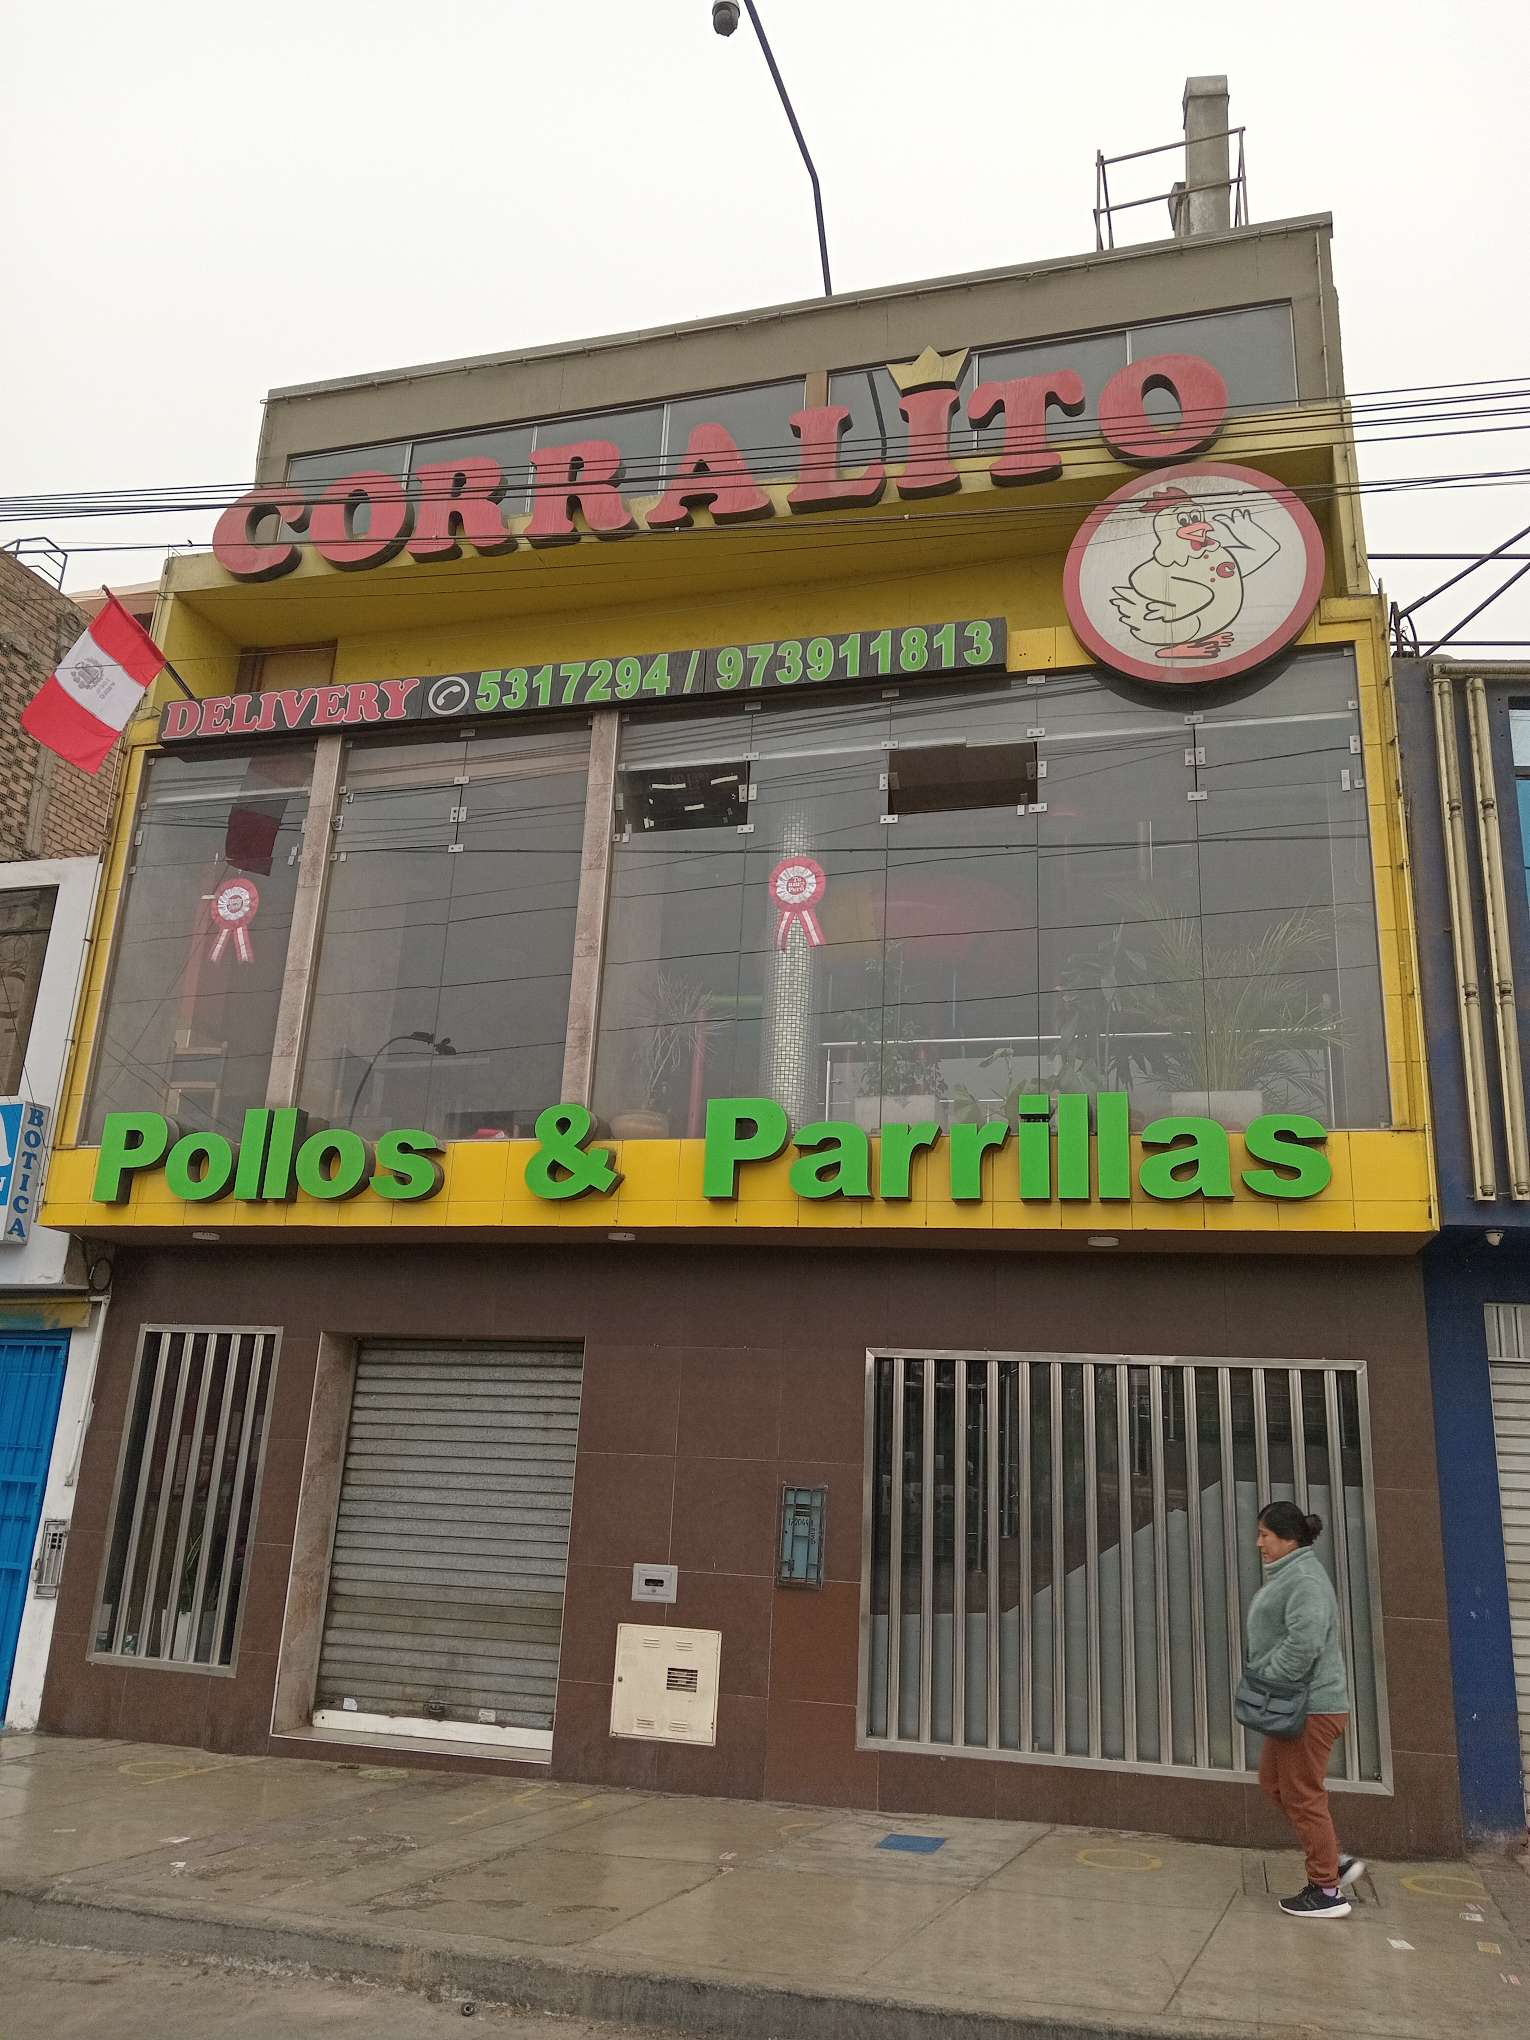 CORRALITO
DELIVERY 5317294 / 973911813
Pollos & Parrillas
BOTICA